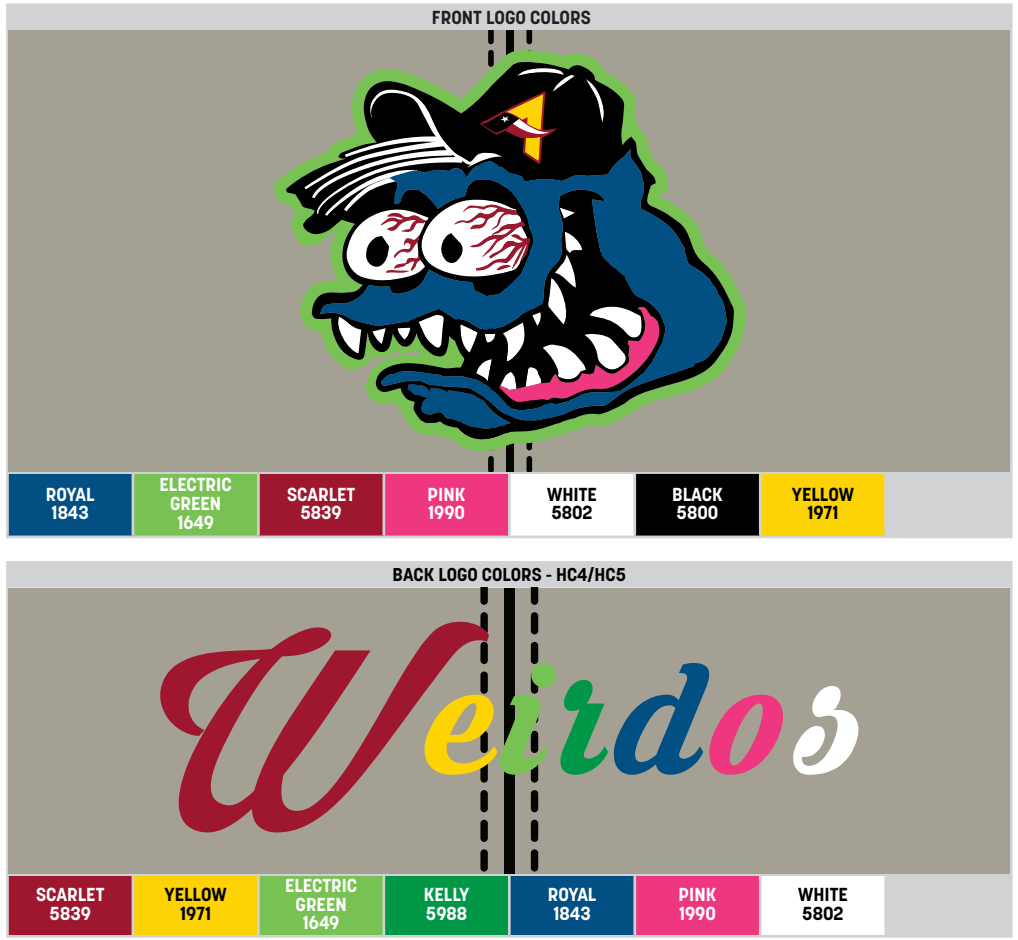 FRONT LOGO COLORS
A
ROYAL
1843
ELECTRIC
GREEN
1649
SCARLET
5839
PINK
1990
WHITE
5802
BLACK
5800
YELLOW
1971
BACK LOGO COLORS - HC4/HC5
Weirdos
SCARLET
5839
YELLOW
1971
ELECTRIC
GREEN
1649
KELLY
5988
ROYAL
1843
PINK
1990
WHITE
5802